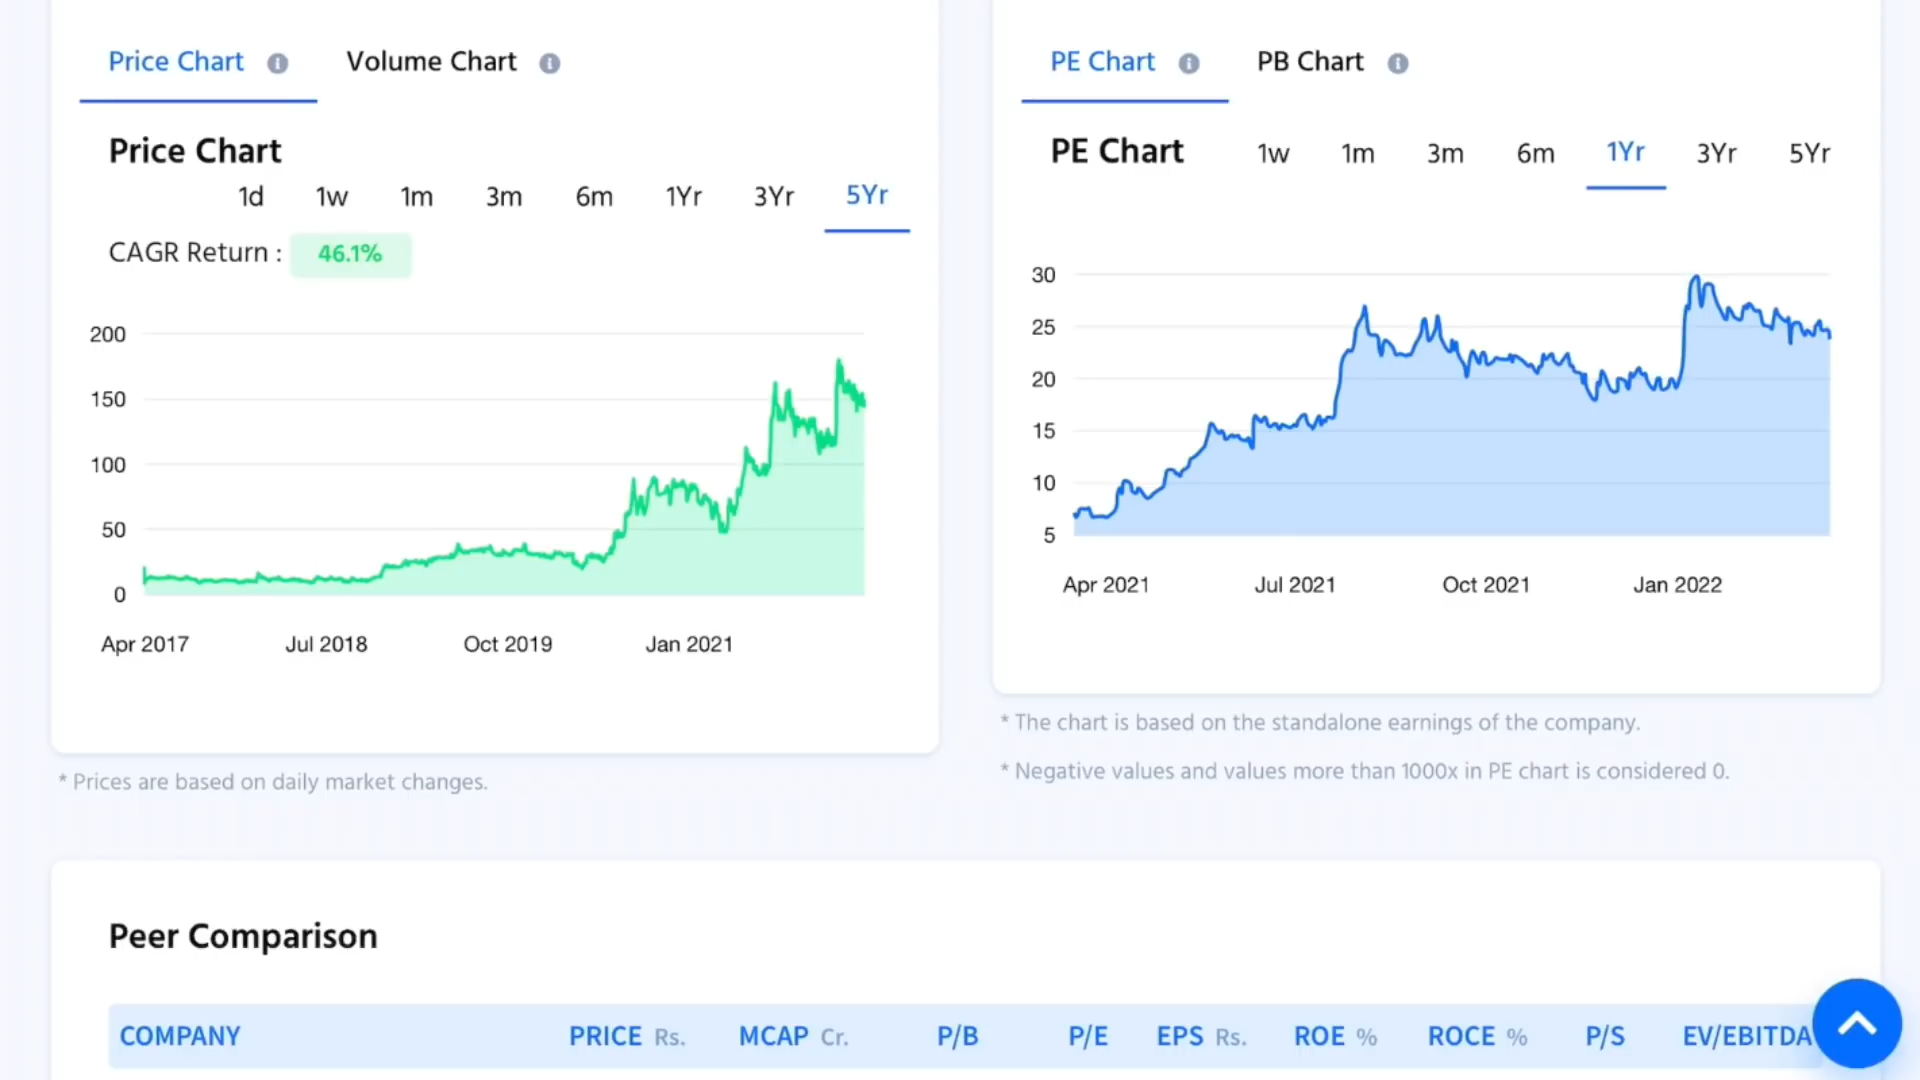 Price Chart
Volume Chart
Price Chart
1d 1w 1m 3m 6m 1Yr 3Yr 5Yr
CAGR Return : 46.1%
200
150
100
50
0
Apr 2017 Jul 2018 Oct 2019 Jan 2021
* Prices are based on daily market changes.
PE Chart
PB Chart
PE Chart 1w 1m 3m 6m 1Yr 3Yr 5Yr
30
25
20
15
10
5
Apr 2021 Jul 2021 Oct 2021 Jan 2022
* The chart is based on the standalone earnings of the company.
* Negative values and values more than 1000x in PE chart is considered 0.
Peer Comparison
COMPANY PRICE Rs. MCAP Cr. P/B P/E EPS Rs. ROE % ROCE % P/S EV/EBITDA